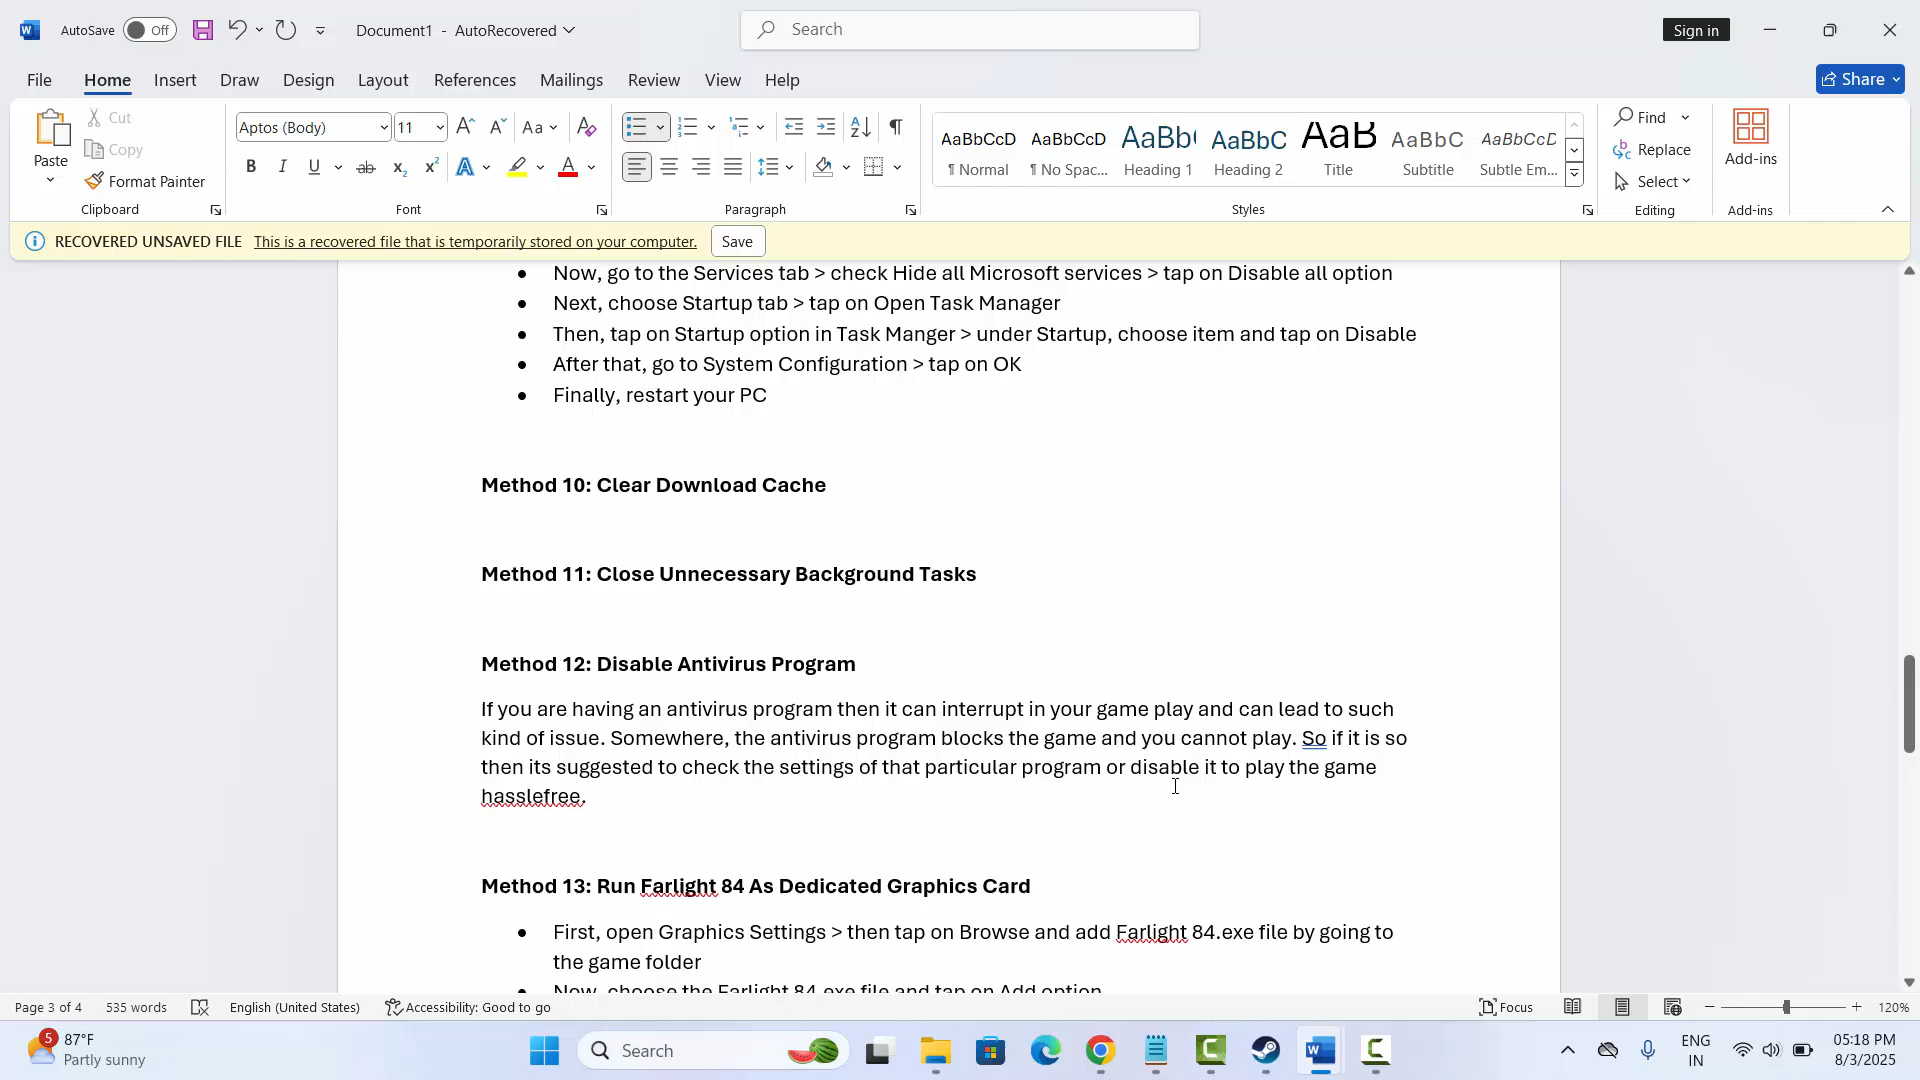 AutoSave Off Document1 - AutoRecovered Search Sign in
File Home Insert Draw Design Layout References Mailings Review View Help Share
Paste Cut Copy Format Painter Clipboard
Aptos (Body) 11 Font
Paragraph
AaBbCcD AaBbCcD AaBb( AaBbC AaB AaBbC AaBbCcD
¶ Normal ¶ No Spac... Heading 1 Heading 2 Title Subtitle Subtle Em...
Styles
Find Replace Select Editing
Add-ins Add-ins
RECOVERED UNSAVED FILE This is a recovered file that is temporarily stored on your computer. Save
• Now, go to the Services tab > check Hide all Microsoft services > tap on Disable all option
• Next, choose Startup tab > tap on Open Task Manager
• Then, tap on Startup option in Task Manger > under Startup, choose item and tap on Disable
• After that, go to System Configuration > tap on OK
• Finally, restart your PC
Method 10: Clear Download Cache
Method 11: Close Unnecessary Background Tasks
Method 12: Disable Antivirus Program
If you are having an antivirus program then it can interrupt in your game play and can lead to such
kind of issue. Somewhere, the antivirus program blocks the game and you cannot play. So if it is so
then its suggested to check the settings of that particular program or disable it to play the game
hasslefree.
Method 13: Run Farlight 84 As Dedicated Graphics Card
• First, open Graphics Settings > then tap on Browse and add Farlight 84.exe file by going to
the game folder
• Now, choose the Farlight 84.exe file and tap on Add option
Page 3 of 4 535 words English (United States) Accessibility: Good to go Focus 120%
5 87°F
Partly sunny
Search
ENG
IN
05:18 PM
8/3/2025